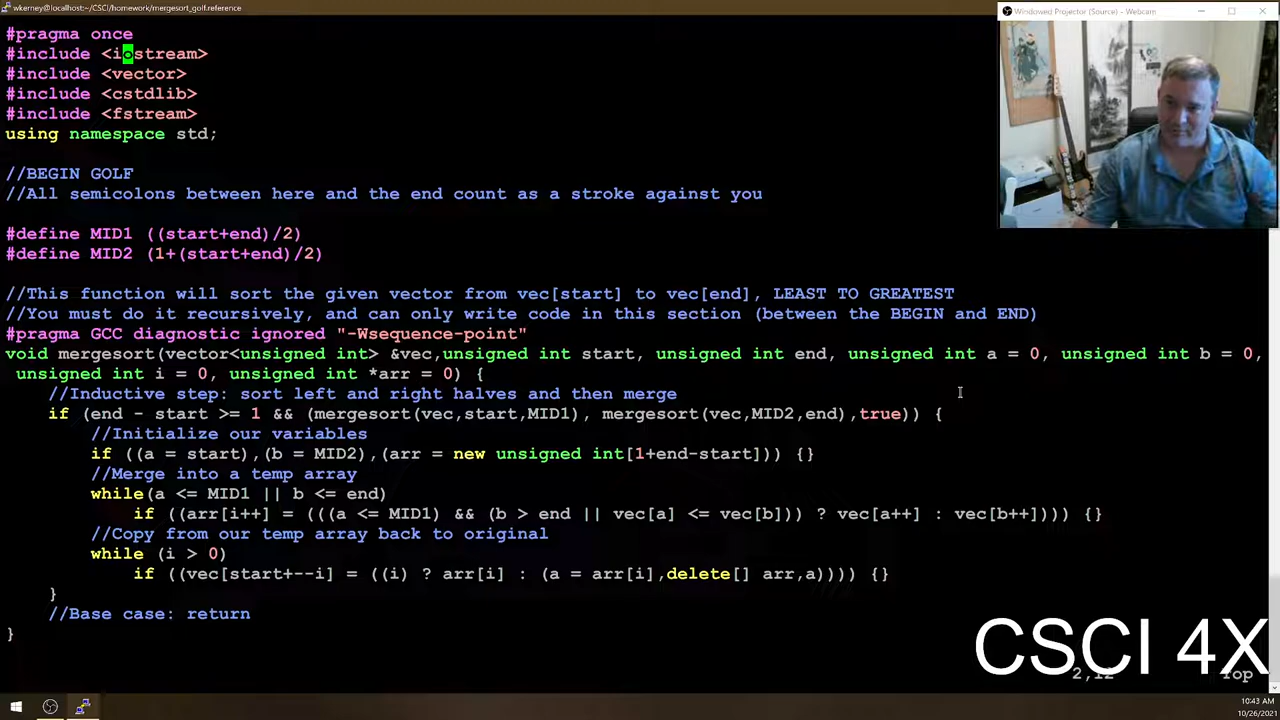 wkerney@localhost:~/CSCI/homework/mergesort_golf.reference
Windowed Projector (Source) - Webcam
#pragma once
#include <iostream>
#include <vector>
#include <cstdlib>
#include <fstream>
using namespace std;
//BEGIN GOLF
//All semicolons between here and the end count as a stroke against you
#define MID1 ((start+end)/2)
#define MID2 (1+(start+end)/2)
//This function will sort the given vector from vec[start] to vec[end], LEAST TO GREATEST
//You must do it recursively, and can only write code in this section (between the BEGIN and END)
#pragma GCC diagnostic ignored "-Wsequence-point"
void mergesort(vector<unsigned int> &vec,unsigned int start, unsigned int end, unsigned int a = 0, unsigned int b = 0,
unsigned int i = 0, unsigned int *arr = 0) {
//Inductive step: sort left and right halves and then merge
if (end - start >= 1 && (mergesort(vec,start,MID1), mergesort(vec,MID2,end),true)) {
//Initialize our variables
if ((a = start),(b = MID2),(arr = new unsigned int[1+end-start])) {}
//Merge into a temp array
while(a <= MID1 || b <= end)
if ((arr[i++] = (((a <= MID1) && (b > end || vec[a] <= vec[b])) ? vec[a++] : vec[b++]))) {}
//Copy from our temp array back to original
while (i > 0)
if ((vec[start+--i] = ((i) ? arr[i] : (a = arr[i],delete[] arr,a)))) {}
}
//Base case: return
}
CSCI 4X
2,12
Top
10:43 AM
10/26/2021